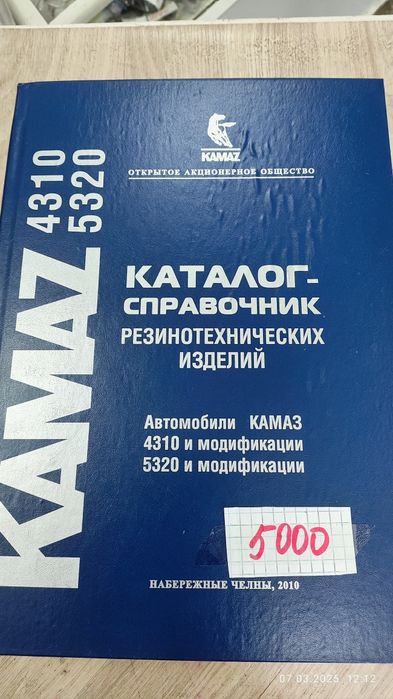 KAMAZ
ОТКРЫТОЕ АКЦИОНЕРНОЕ ОБЩЕСТВО
KAMAZ 4310
5320
КАТАЛОГ-
СПРАВОЧНИК
РЕЗИНОТЕХНИЧЕСКИХ
ИЗДЕЛИЙ
Автомобили КАМАЗ
4310 и модификации
5320 и модификации
5000
НАБЕРЕЖНЫЕ ЧЕЛНЫ, 2010
07.03.2025 12:12